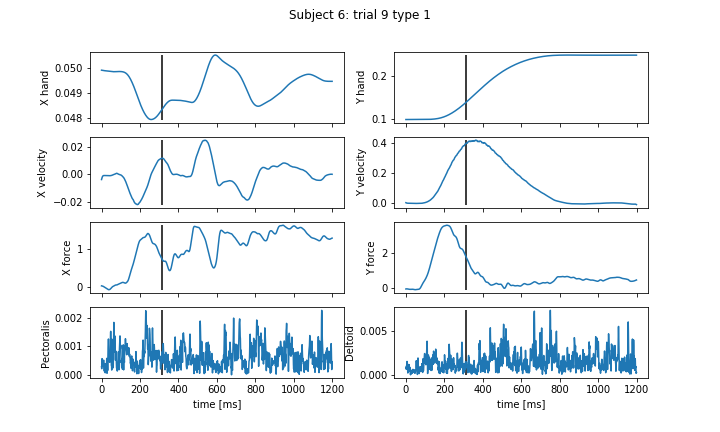 Subject 6: trial 9 type 1
X hand
0.050
0.049
0.048
Y hand
0.2
0.1
X velocity
0.02
0.00
−0.02
Y velocity
0.4
0.2
0.0
X force
1
0
Y force
2
0
Pectoralis
0.002
0.001
0.000
0 200 400 600 800 1000 1200
time [ms]
Deltoid
0.005
0.000
0 200 400 600 800 1000 1200
time [ms]